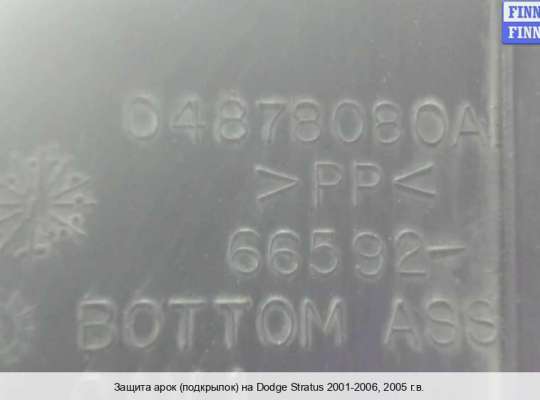 FINN
FINN
04878080A
>PP<
66592-
BOTTOM ASS
Защита арок (подкрылок) на Dodge Stratus 2001-2006, 2005 г.в.